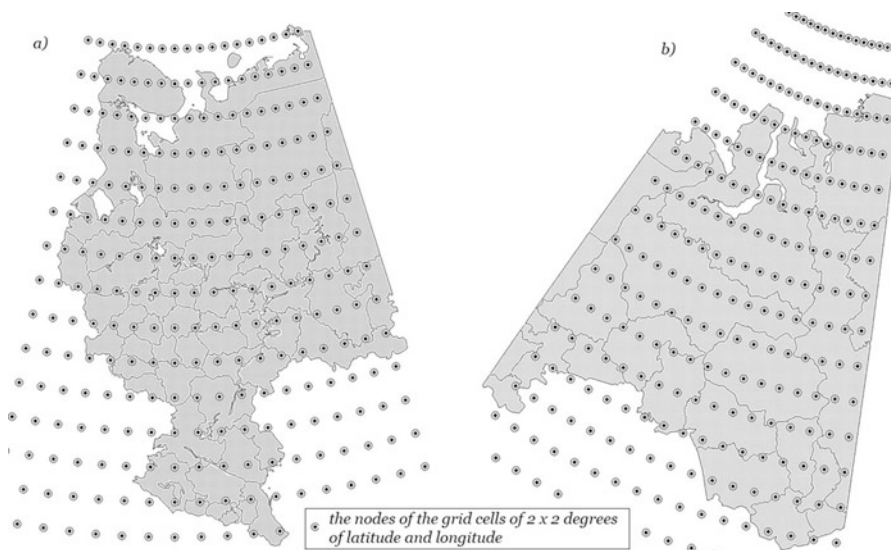 a)
b)
the nodes of the grid cells of 2 x 2 degrees
of latitude and longitude